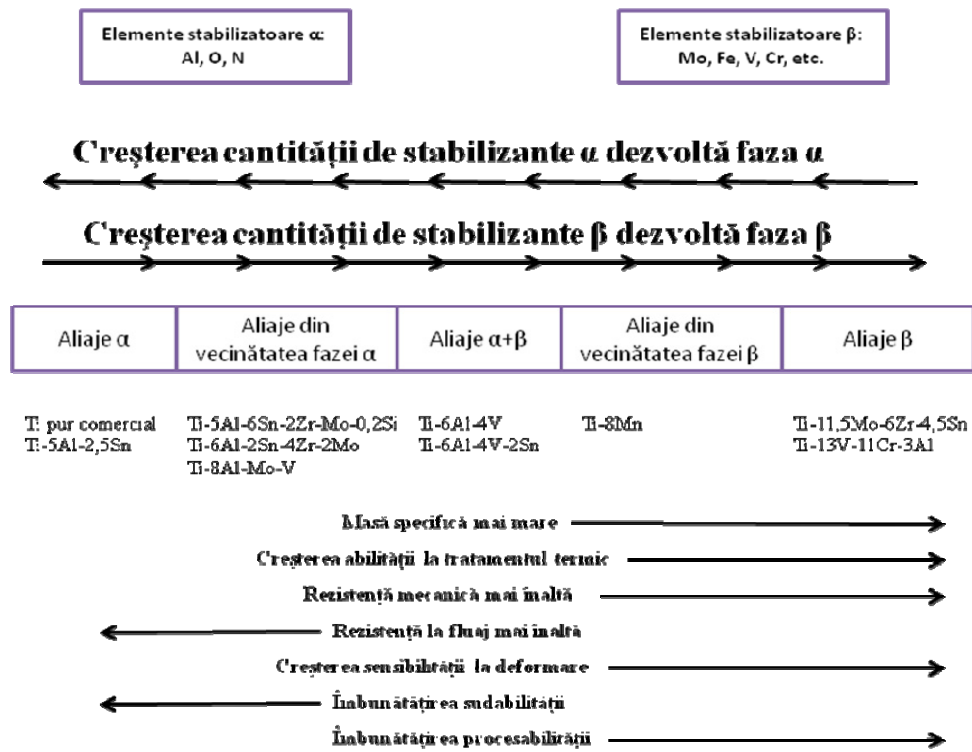 Elemente stabilizatoare α:
Al, O, N
Elemente stabilizatoare β:
Mo, Fe, V, Cr, etc.
Creşterea cantităţii de stabilizante α dezvoltă faza α
Creşterea cantităţii de stabilizante β dezvoltă faza β
Aliaje α
Aliaje din
vecinătatea fazei α
Aliaje α+β
Aliaje din
vecinătatea fazei β
Aliaje β
Ti pur comercial
Ti-5Al-2,5Sn
Ti-5Al-6Sn-2Zr-Mo-0,2Si
Ti-6Al-2Sn-4Zr-2Mo
Ti-8Al-Mo-V
Ti-6Al-4V
Ti-6Al-4V-2Sn
Ti-8Mn
Ti-11,5Mo-6Zr-4,5Sn
Ti-13V-11Cr-3Al
Masă specifică mai mare
Creşterea abilităţii la tratamentul termic
Rezistenţă mecanică mai înaltă
Rezistenţă la fluaj mai înaltă
Creşterea sensibilităţii la deformare
Îmbunătăţirea sudabilităţii
Îmbunătăţirea procesabilităţii